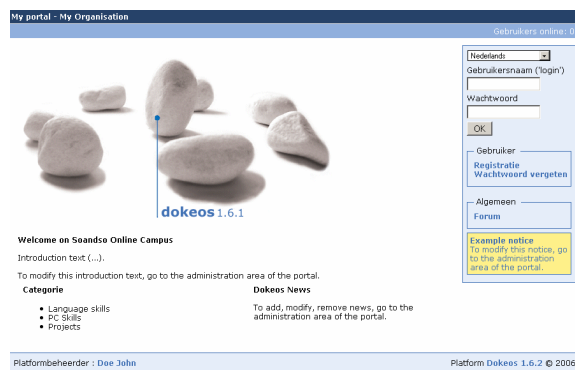 My portal - My Organisation
Gebruikers online: 0
Nederlands
Gebruikersnaam ('login')
Wachtwoord
OK
Gebruiker
Registratie
Wachtwoord vergeten
Algemeen
Forum
Example notice
To modify this notice, go
to the administration
area of the portal.
dokeos 1.6.1
Welcome on Soandso Online Campus
Introduction text (...).
To modify this introduction text, go to the administration area of the portal.
Categorie
Language skills
PC Skills
Projects
Dokeos News
To add, modify, remove news, go to the
administration area of the portal.
Platformbeheerder : Doe John
Platform Dokeos 1.6.2 © 2006